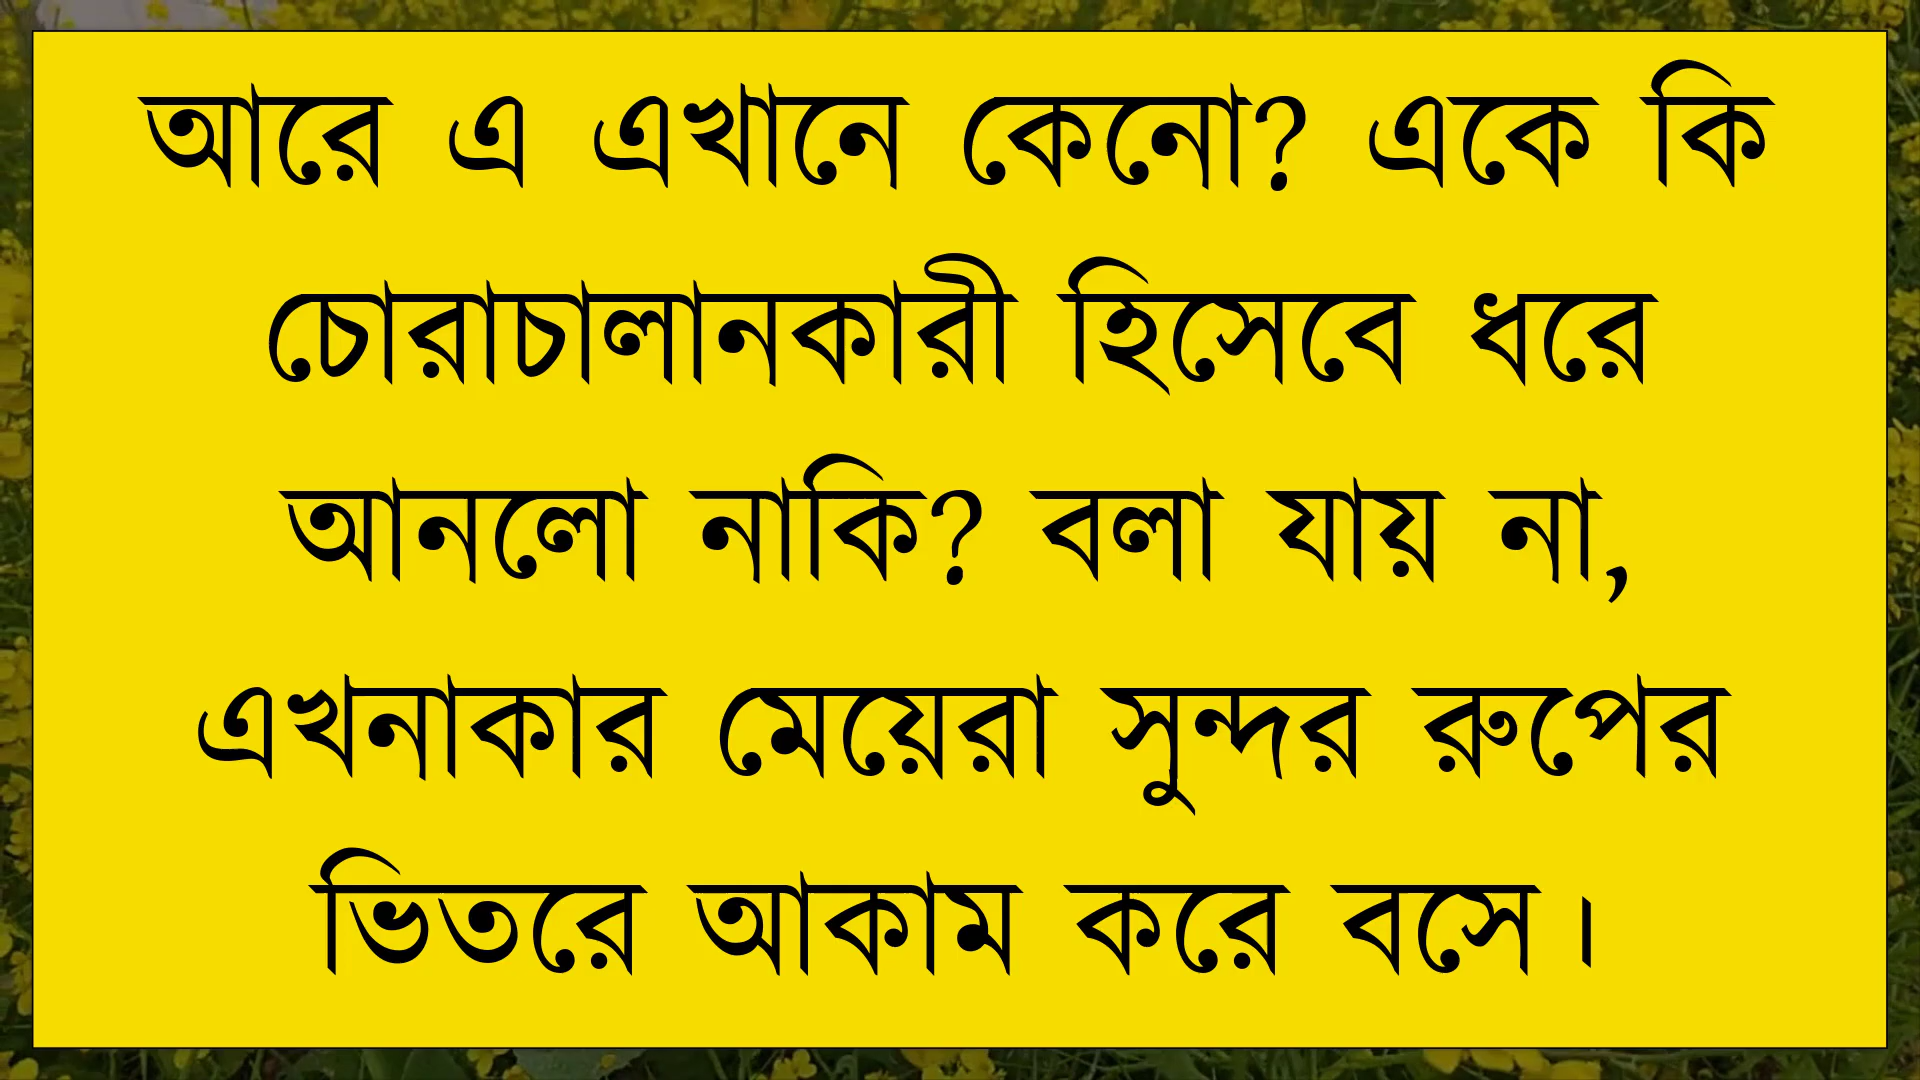 আরে এ এখানে কেনো? একে কি
চোরাচালানকারী হিসেবে ধরে
আনলো নাকি? বলা যায় না,
এখনাকার মেয়েরা সুন্দর রুপের
ভিতরে আকাম করে বসে।